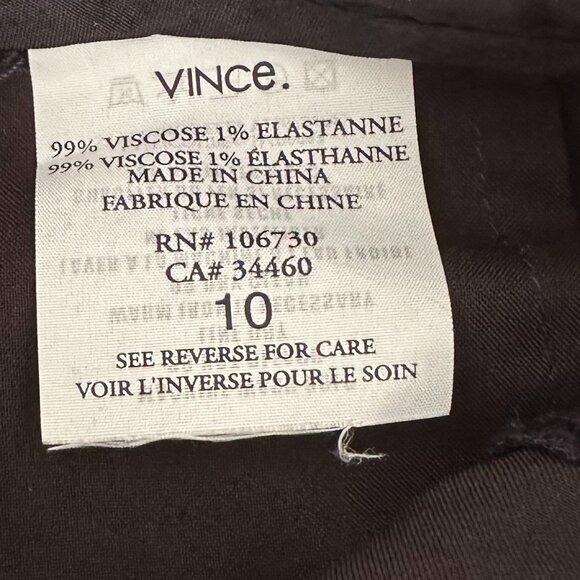 VINCE.
99% VISCOSE 1% ELASTANNE
99% VISCOSE 1% ÉLASTHANNE
MADE IN CHINA
FABRIQUE EN CHINE
RN# 106730
CA# 34460
10
SEE REVERSE FOR CARE
VOIR L'INVERSE POUR LE SOIN